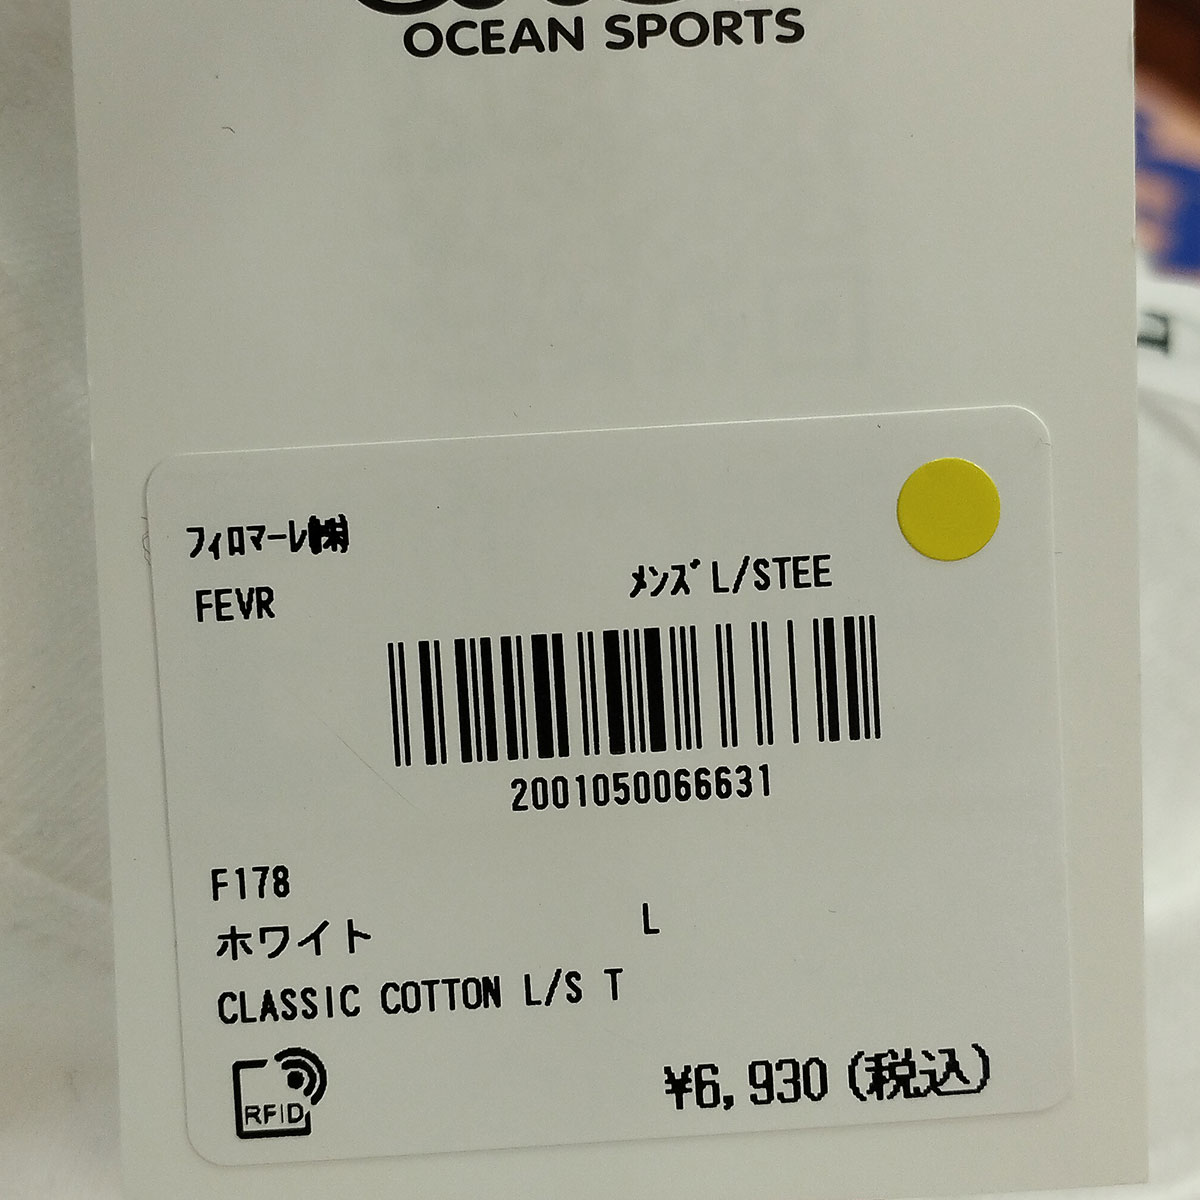 OCEAN SPORTS
フィロマーレ㈱
FEVR
メンズL/STEE
2001050066631
F178
ホワイト L
CLASSIC COTTON L/S T
RFID
¥6,930(税込)
L